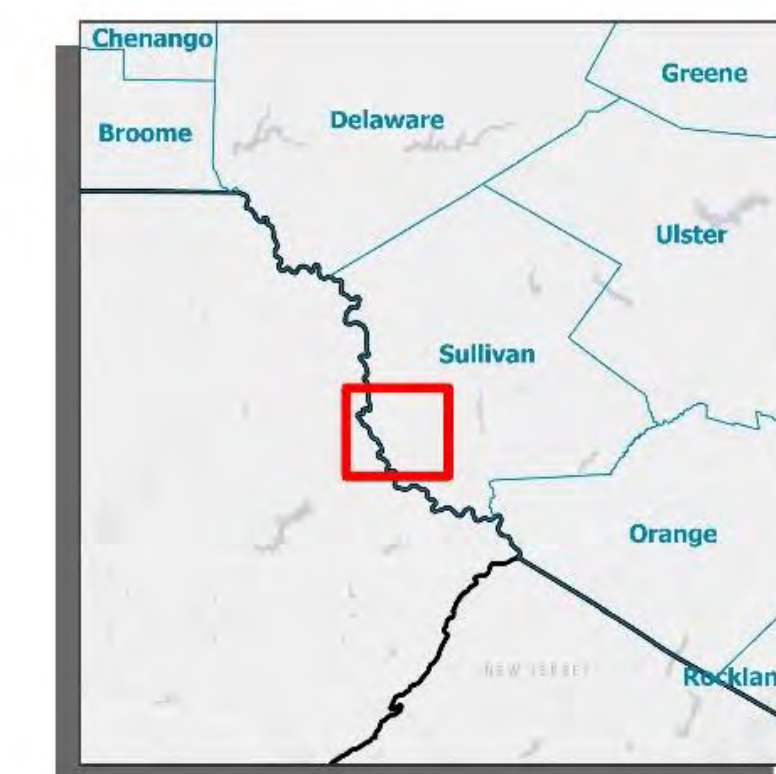 Chenango
Greene
Delaware
Broome
Ulster
Sullivan
Orange
NEW JERSEY
Rocklan